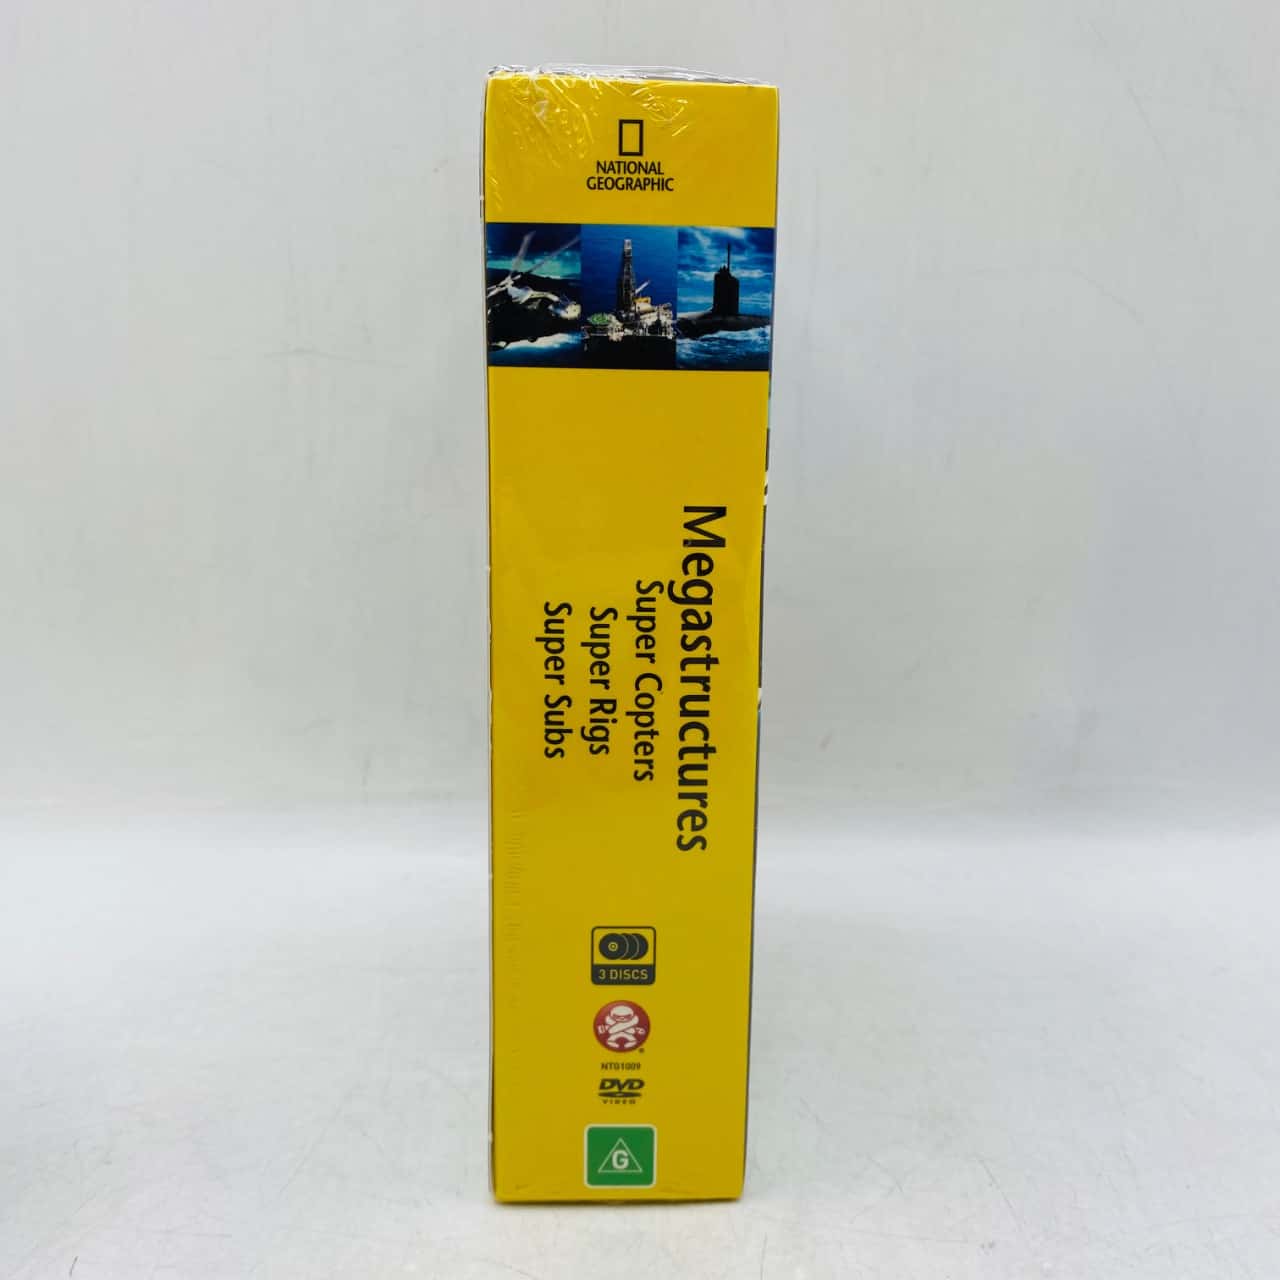 NATIONAL
GEOGRAPHIC
Megastructures
Super Copters
Super Rigs
Super Subs
3 DISCS
NTG1009
DVD
VIDEO
G